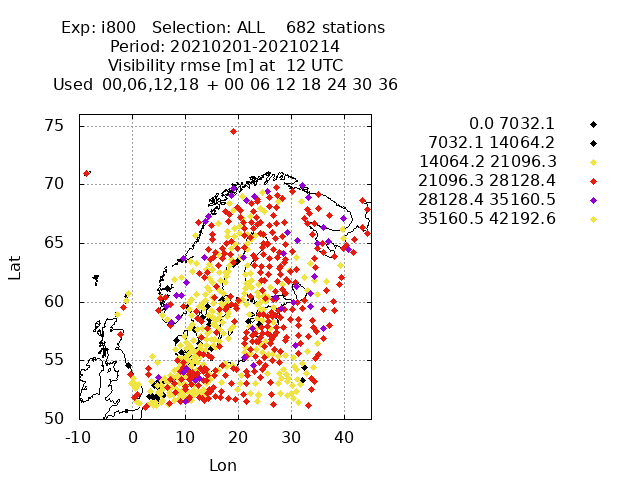 Exp: i800   Selection: ALL    682 stations
Period: 20210201-20210214
Visibility rmse [m] at  12 UTC
Used  00,06,12,18  + 00 06 12 18 24 30 36
0.0 7032.1
7032.1 14064.2
14064.2 21096.3
21096.3 28128.4
28128.4 35160.5
35160.5 42192.6
75
70
65
60
55
50
Lat
-10 0 10 20 30 40
Lon